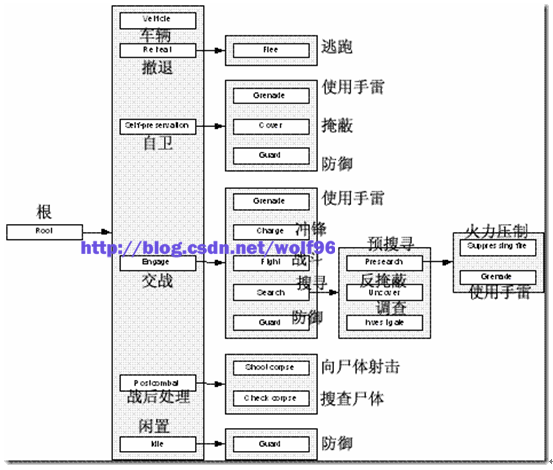 Vehicle
车辆
Retreat
撤退
Flee
逃跑
Grenade
使用手雷
Self-preservation
自卫
Cover
掩蔽
Guard
防御
根
Root
Grenade
使用手雷
Charge
冲锋
http://blog.csdn.net/wolf96
Engage
交战
Fight
战斗
Search
搜寻
Guard
防御
预搜寻
Presearch
反掩蔽
Uncover
调查
Investigate
火力压制
Suppressing fire
Grenade
使用手雷
Postcombat
战后处理
Shoot corpse
向尸体射击
Check corpse
搜查尸体
闲置
Idle
Guard
防御